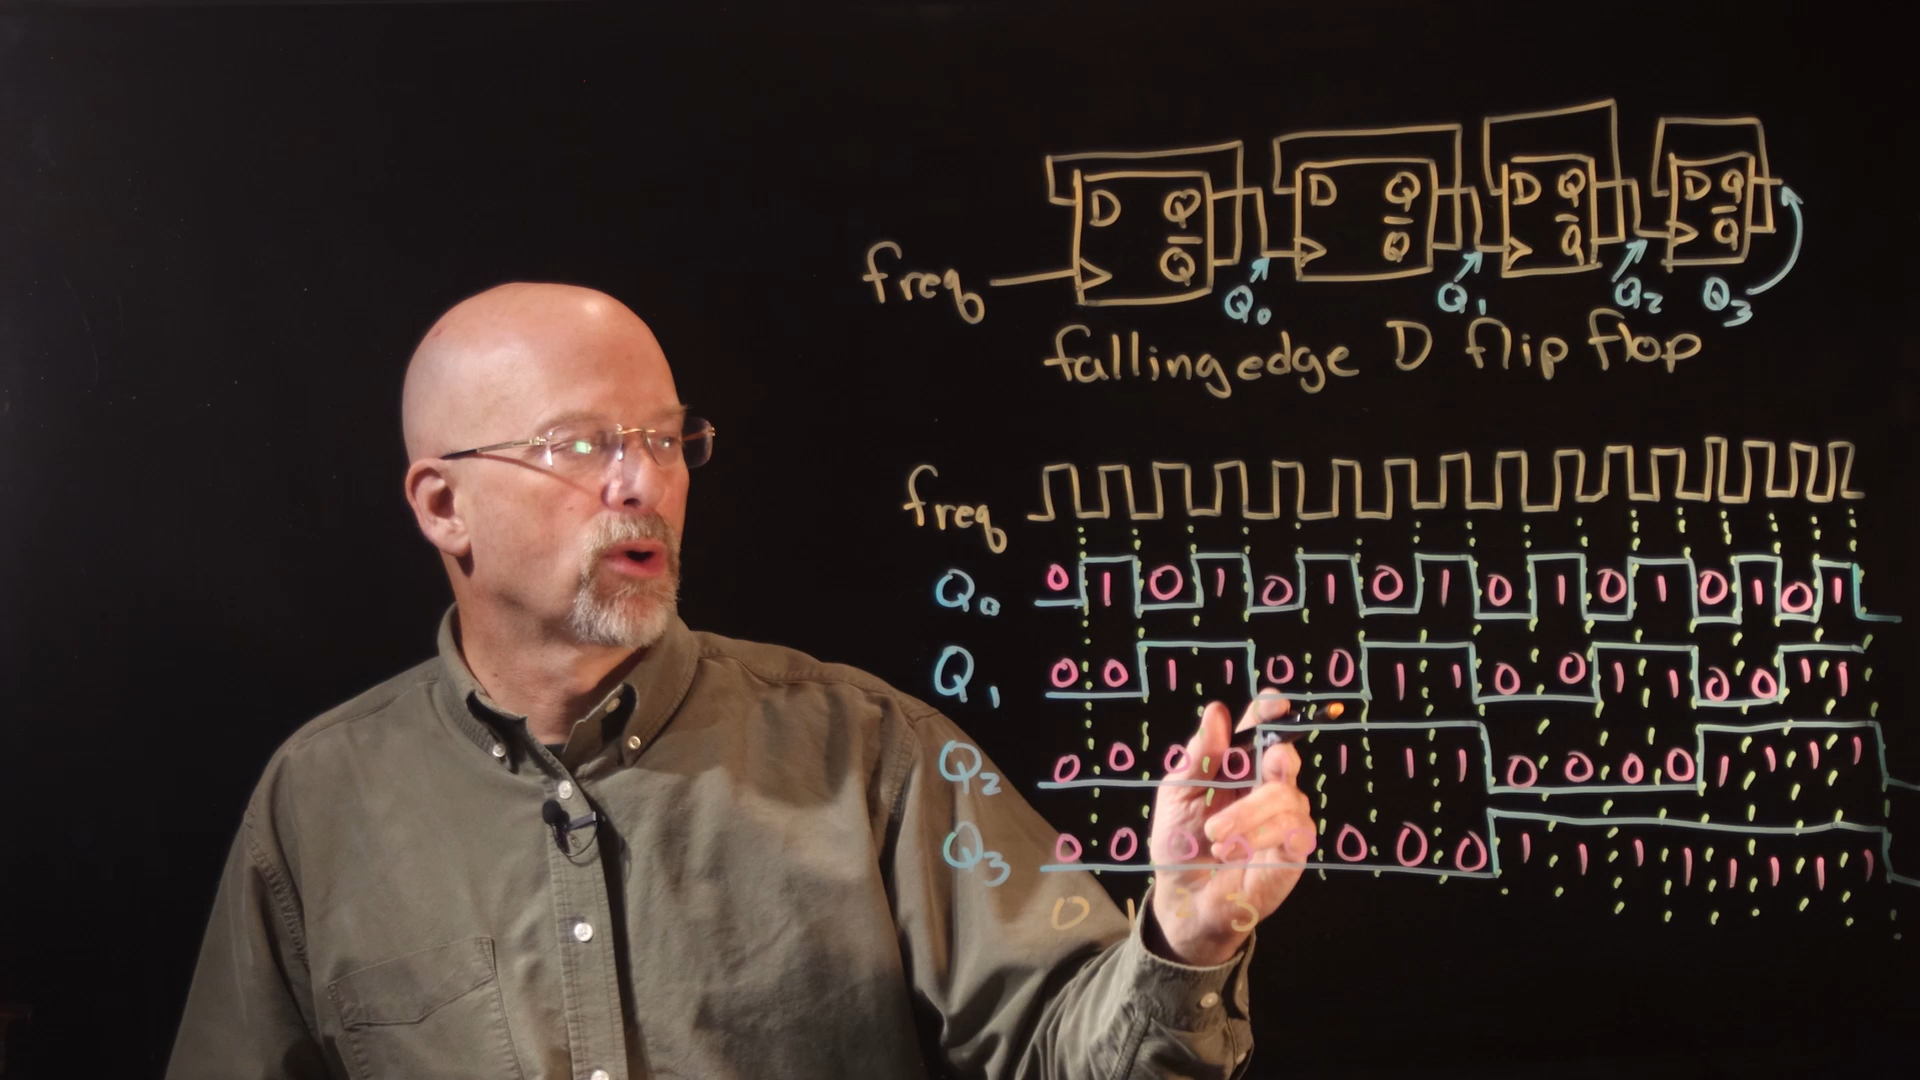 D Q D Q D Q D Q
Q̅ Q̅ Q̅ Q̅
freq
Q₀ Q₁ Q₂ Q₃
falling edge D flip flop
freq
Q₀ 0 1 0 1 0 1 0 1 0 1 0 1 0 1 0 1
Q₁ 0 0 1 1 0 0 1 1 0 0 1 1 0 0 1 1
Q₂ 0 0 0 0 1 1 1 0 0 0 0 1 1 1 1
Q₃ 0 0 0 0 0 0 0 0 1 1 1 1 1 1 1 1
0 1 2 3